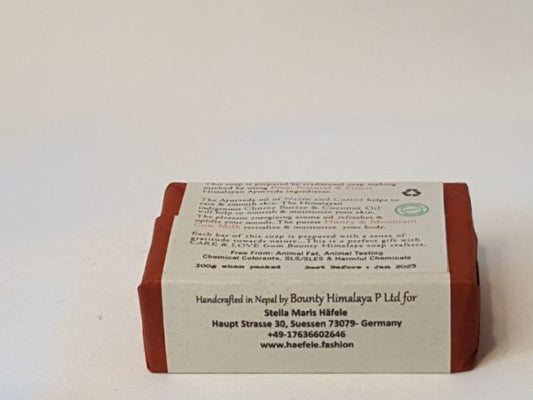 This soap is prepared by traditional soap making
method by using Pure, Natural & Finest
Himalayan Ayurveda ingredients.
The Ayurveda oil of Neem and Castor helps to
care & smooth skin. The Himalayan
indigenous Chiuree Butter & Coconut Oil
will help to nourish & moisturize your skin.
The pleasant energizing aroma oil refreshes &
uplifts your moods. The purest Honey & Mountain
Cow Milk revitalize & moisturize your body.
Each bar of this soap is prepared with a sense of
gratitude towards nature...This is a perfect gift with
CARE & LOVE from Bounty Himalaya soap crafters.
Free From: Animal Fat, Animal Testing
Chemical Colorants, SLS/SLES & Harmful Chemicals
100g when packed Best Before : Jan 2023
Handcrafted in Nepal by Bounty Himalaya P Ltd for
Stella Maris Häfele
Haupt Strasse 30, Suessen 73079- Germany
+49-17636602646
www.haefele.fashion